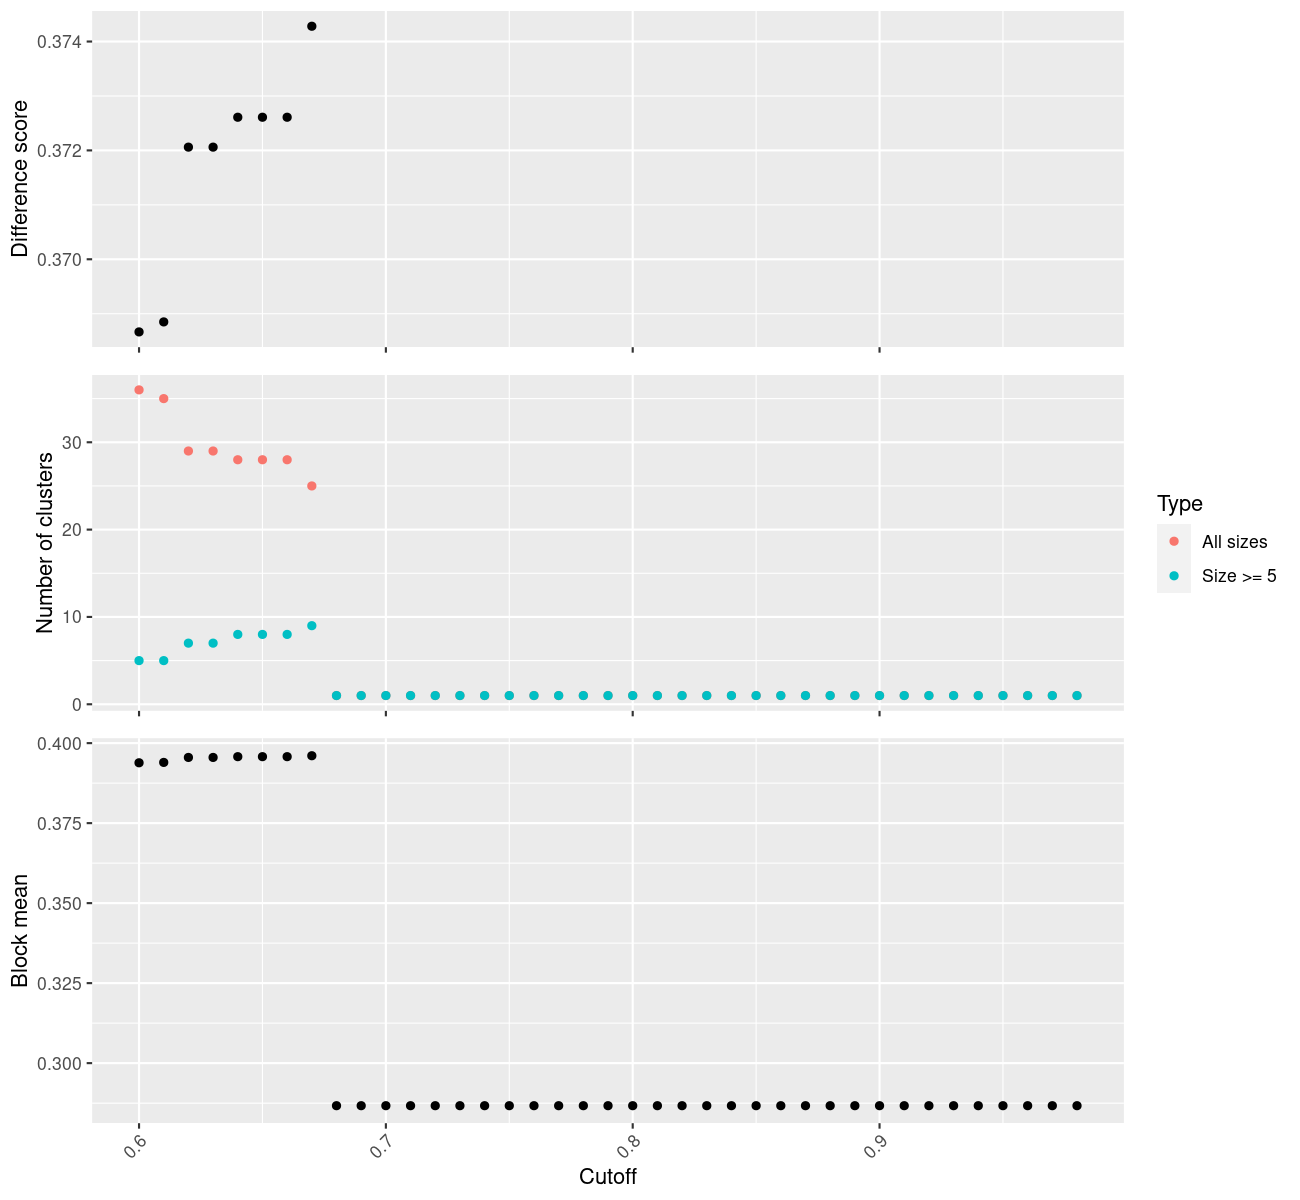 Difference score
0.374
0.372
0.370
Number of clusters
30
20
10
0
Type
All sizes
Size >= 5
Block mean
0.400
0.375
0.350
0.325
0.300
0.6
0.7
0.8
0.9
Cutoff